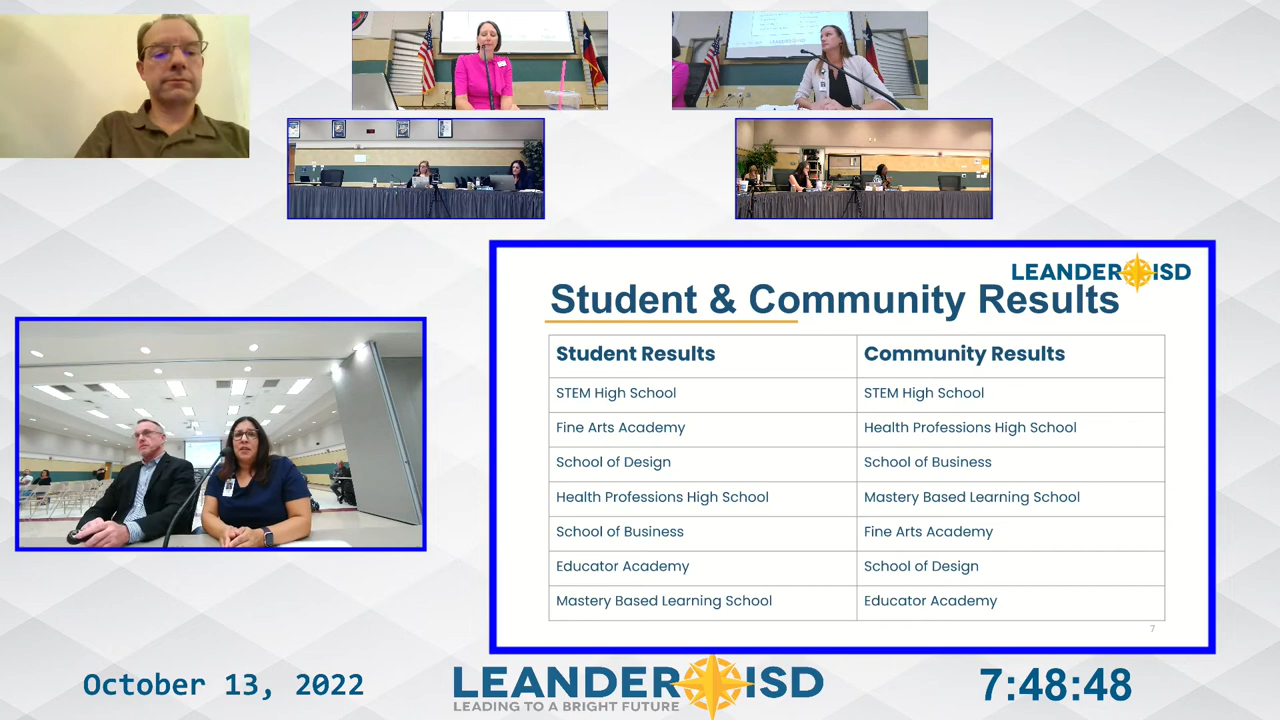 LEANDER ISD
Student & Community Results
Student Results Community Results
STEM High School STEM High School
Fine Arts Academy Health Professions High School
School of Design School of Business
Health Professions High School Mastery Based Learning School
School of Business Fine Arts Academy
Educator Academy School of Design
Mastery Based Learning School Educator Academy
7
October 13, 2022
LEANDER ISD
LEADING TO A BRIGHT FUTURE
7:48:48